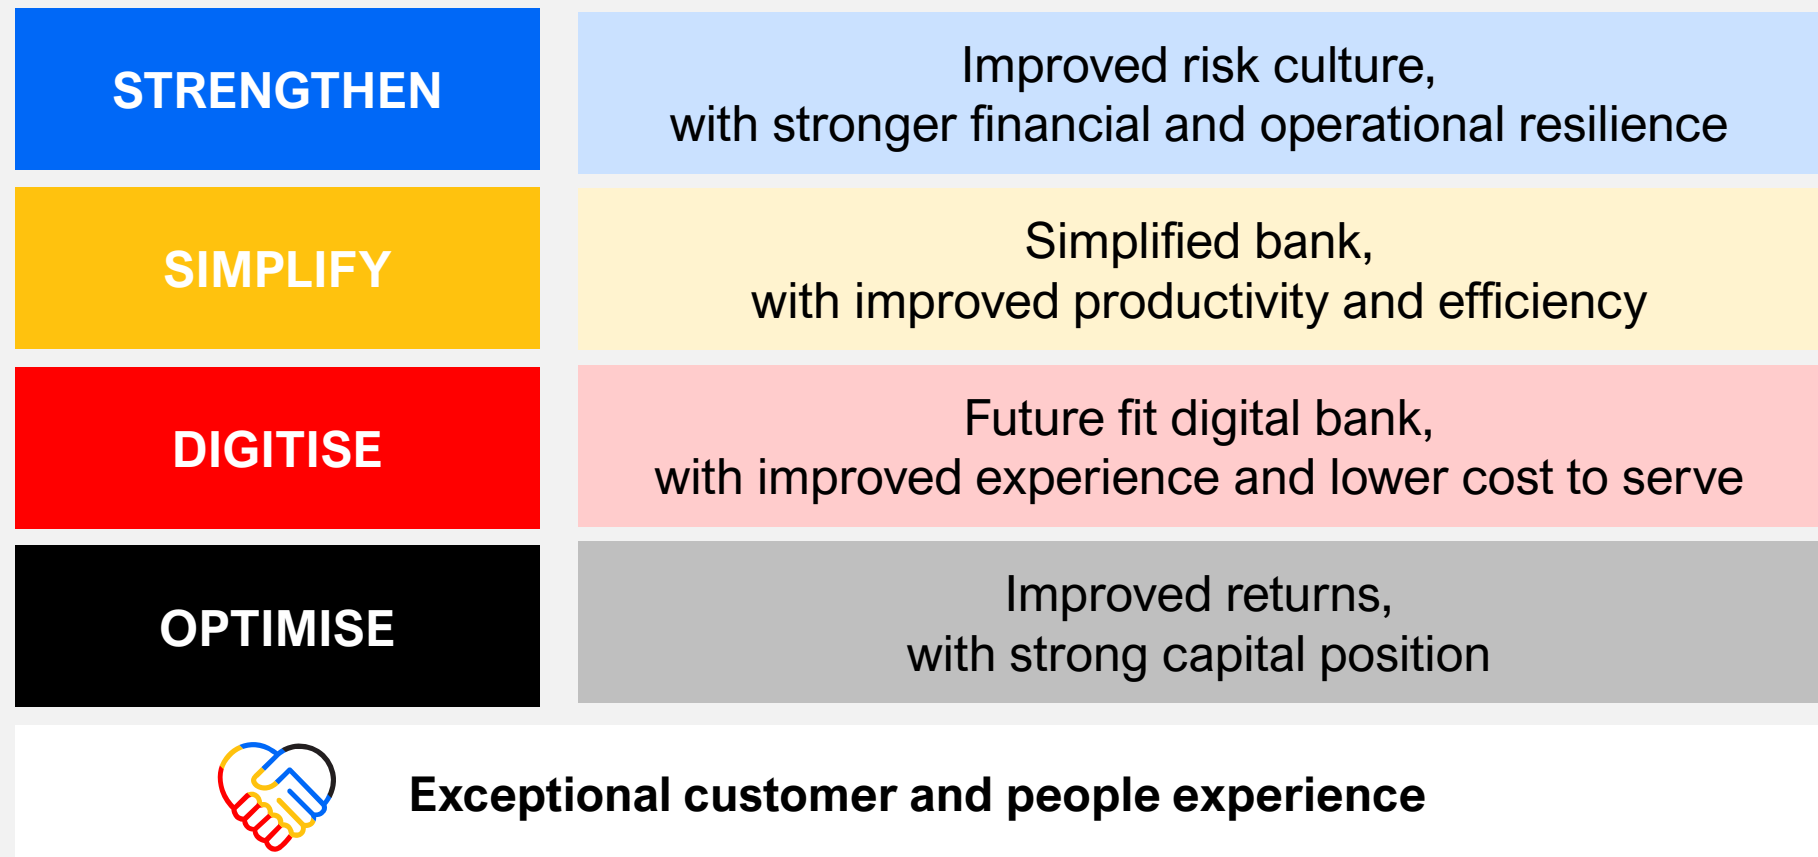 STRENGTHEN
Improved risk culture,
with stronger financial and operational resilience
SIMPLIFY
Simplified bank,
with improved productivity and efficiency
DIGITISE
Future fit digital bank,
with improved experience and lower cost to serve
OPTIMISE
Improved returns,
with strong capital position
Exceptional customer and people experience